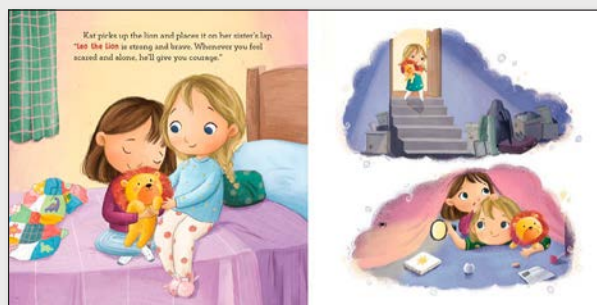 Kat picks up the lion and places it on her sister's lap.
"Leo the Lion is strong and brave. Whenever you feel
scared and alone, he'll give you courage."